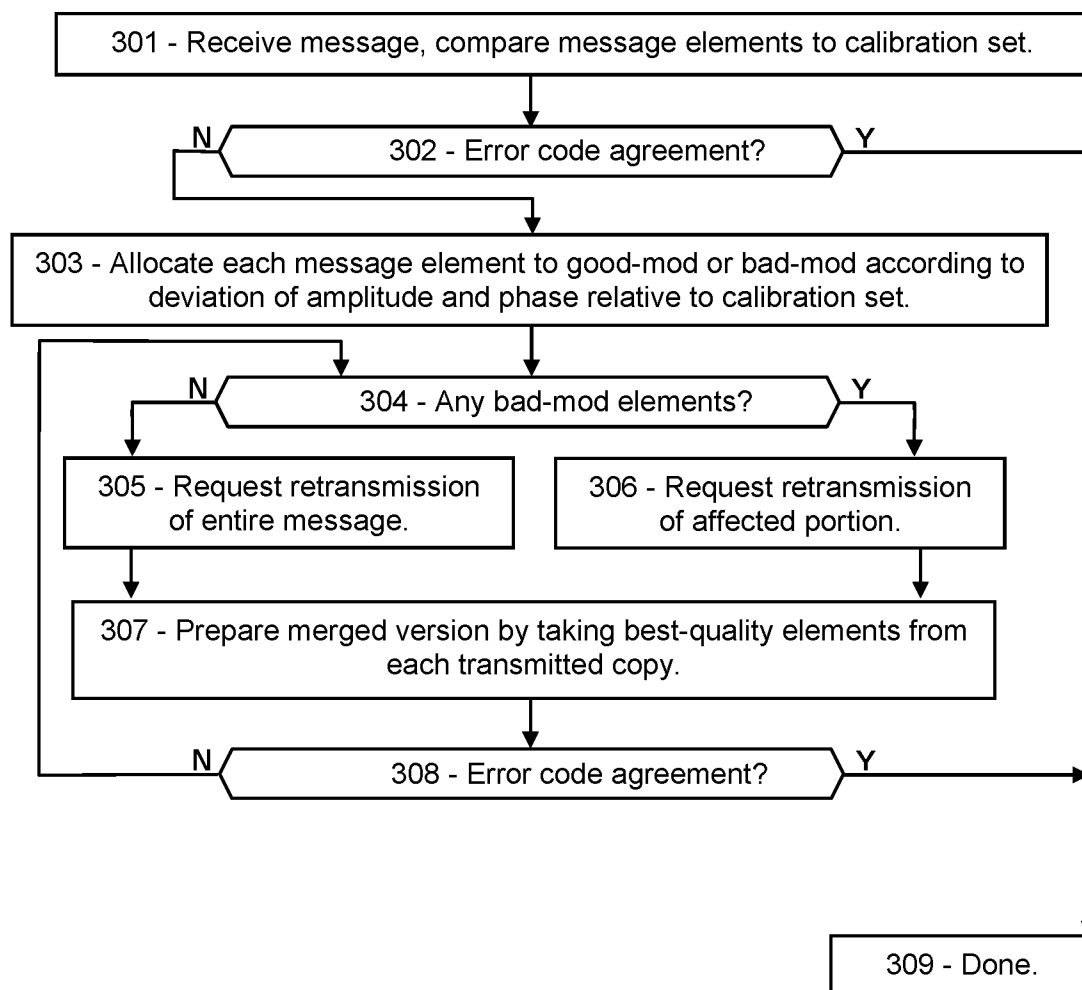 301 - Receive message, compare message elements to calibration set.
N
Y
302 - Error code agreement?
303 - Allocate each message element to good-mod or bad-mod according to
deviation of amplitude and phase relative to calibration set.
N
Y
304 - Any bad-mod elements?
305 - Request retransmission
of entire message.
306 - Request retransmission
of affected portion.
307 - Prepare merged version by taking best-quality elements from
each transmitted copy.
N
Y
308 - Error code agreement?
309 - Done.